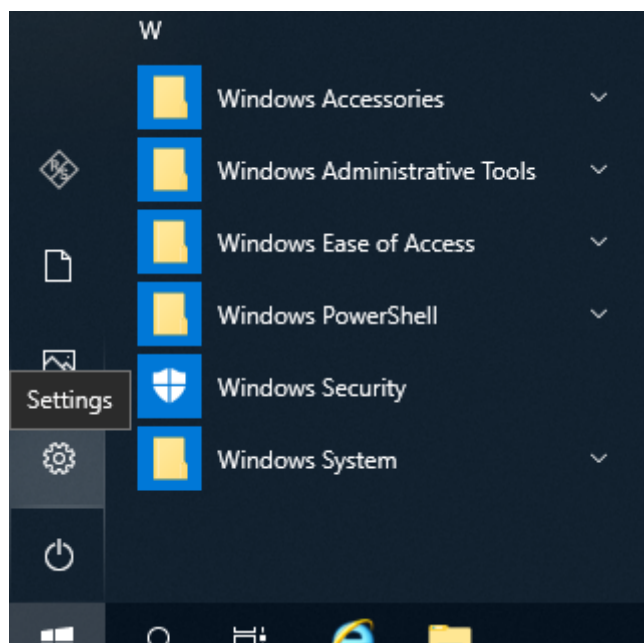 W
Windows Accessories
Windows Administrative Tools
Windows Ease of Access
Windows PowerShell
Settings
Windows Security
Windows System